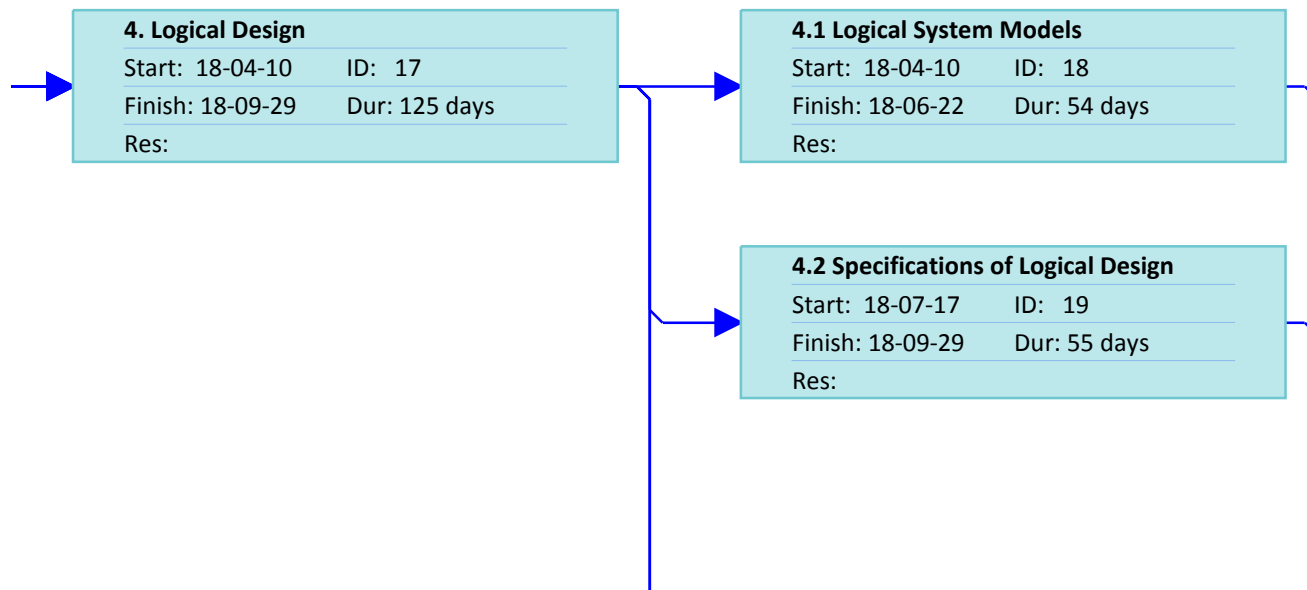 4. Logical Design
Start: 18-04-10 ID: 17
Finish: 18-09-29 Dur: 125 days
Res:
4.1 Logical System Models
Start: 18-04-10 ID: 18
Finish: 18-06-22 Dur: 54 days
Res:
4.2 Specifications of Logical Design
Start: 18-07-17 ID: 19
Finish: 18-09-29 Dur: 55 days
Res: